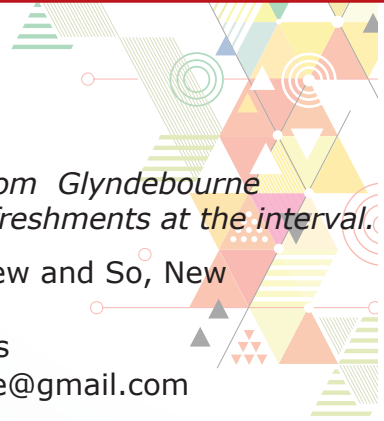 om Glyndebourne
freshments at the interval.
ew and So, New
s
e@gmail.com